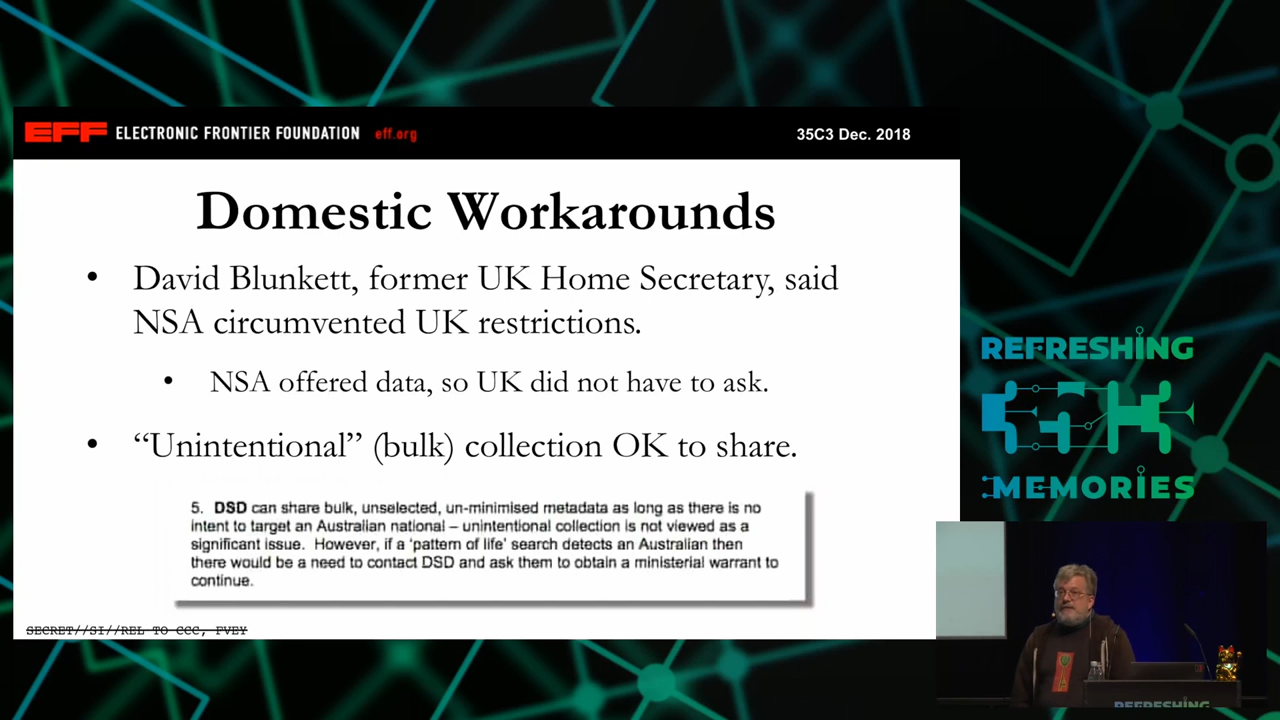 EFF ELECTRONIC FRONTIER FOUNDATION eff.org
35C3 Dec. 2018
Domestic Workarounds
• David Blunkett, former UK Home Secretary, said
NSA circumvented UK restrictions.
• NSA offered data, so UK did not have to ask.
• “Unintentional” (bulk) collection OK to share.
5. DSD can share bulk, unselected, un-minimised metadata as long as there is no
intent to target an Australian national – unintentional collection is not viewed as a
significant issue. However, if a ‘pattern of life’ search detects an Australian then
there would be a need to contact DSD and ask them to obtain a ministerial warrant to
continue.
SECRET//SI//REL TO CCC, FVEY
REFRESHING
MEMORIES
REFRESHING